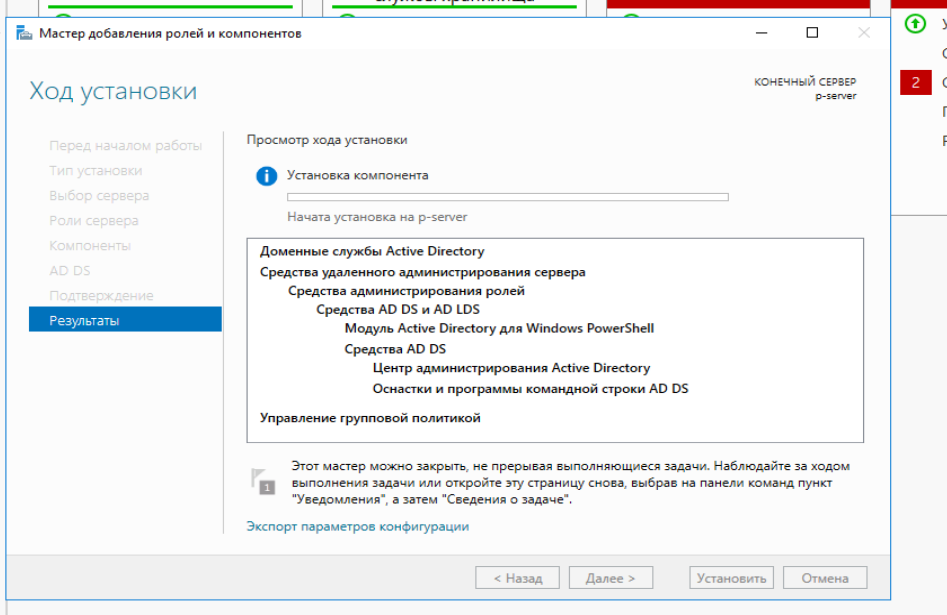 службы хранилища
Мастер добавления ролей и компонентов
Ход установки
КОНЕЧНЫЙ СЕРВЕР
p-server
2
Перед началом работы
Тип установки
Выбор сервера
Роли сервера
Компоненты
AD DS
Подтверждение
Результаты
Просмотр хода установки
Установка компонента
Начата установка на p-server
Доменные службы Active Directory
Средства удаленного администрирования сервера
Средства администрирования ролей
Средства AD DS и AD LDS
Модуль Active Directory для Windows PowerShell
Средства AD DS
Центр администрирования Active Directory
Оснастки и программы командной строки AD DS
Управление групповой политикой
1
Этот мастер можно закрыть, не прерывая выполняющиеся задачи. Наблюдайте за ходом
выполнения задачи или откройте эту страницу снова, выбрав на панели команд пункт
"Уведомления", а затем "Сведения о задаче".
Экспорт параметров конфигурации
< Назад
Далее >
Установить
Отмена